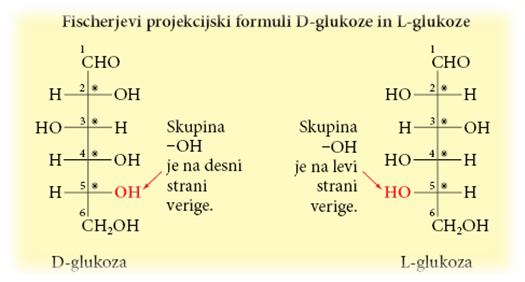 Fischerjevi projekcijski formuli D-glukoze in L-glukoze
1
CHO
H 2 * OH
HO 3 * H
H 4 * OH
H 5 * OH
6
CH₂OH
D-glukoza
Skupina
–OH
je na desni
strani
verige.
Skupina
–OH
je na levi
strani
verige.
1
CHO
HO 2 * H
H 3 * OH
HO 4 * H
HO 5 * H
6
CH₂OH
L-glukoza